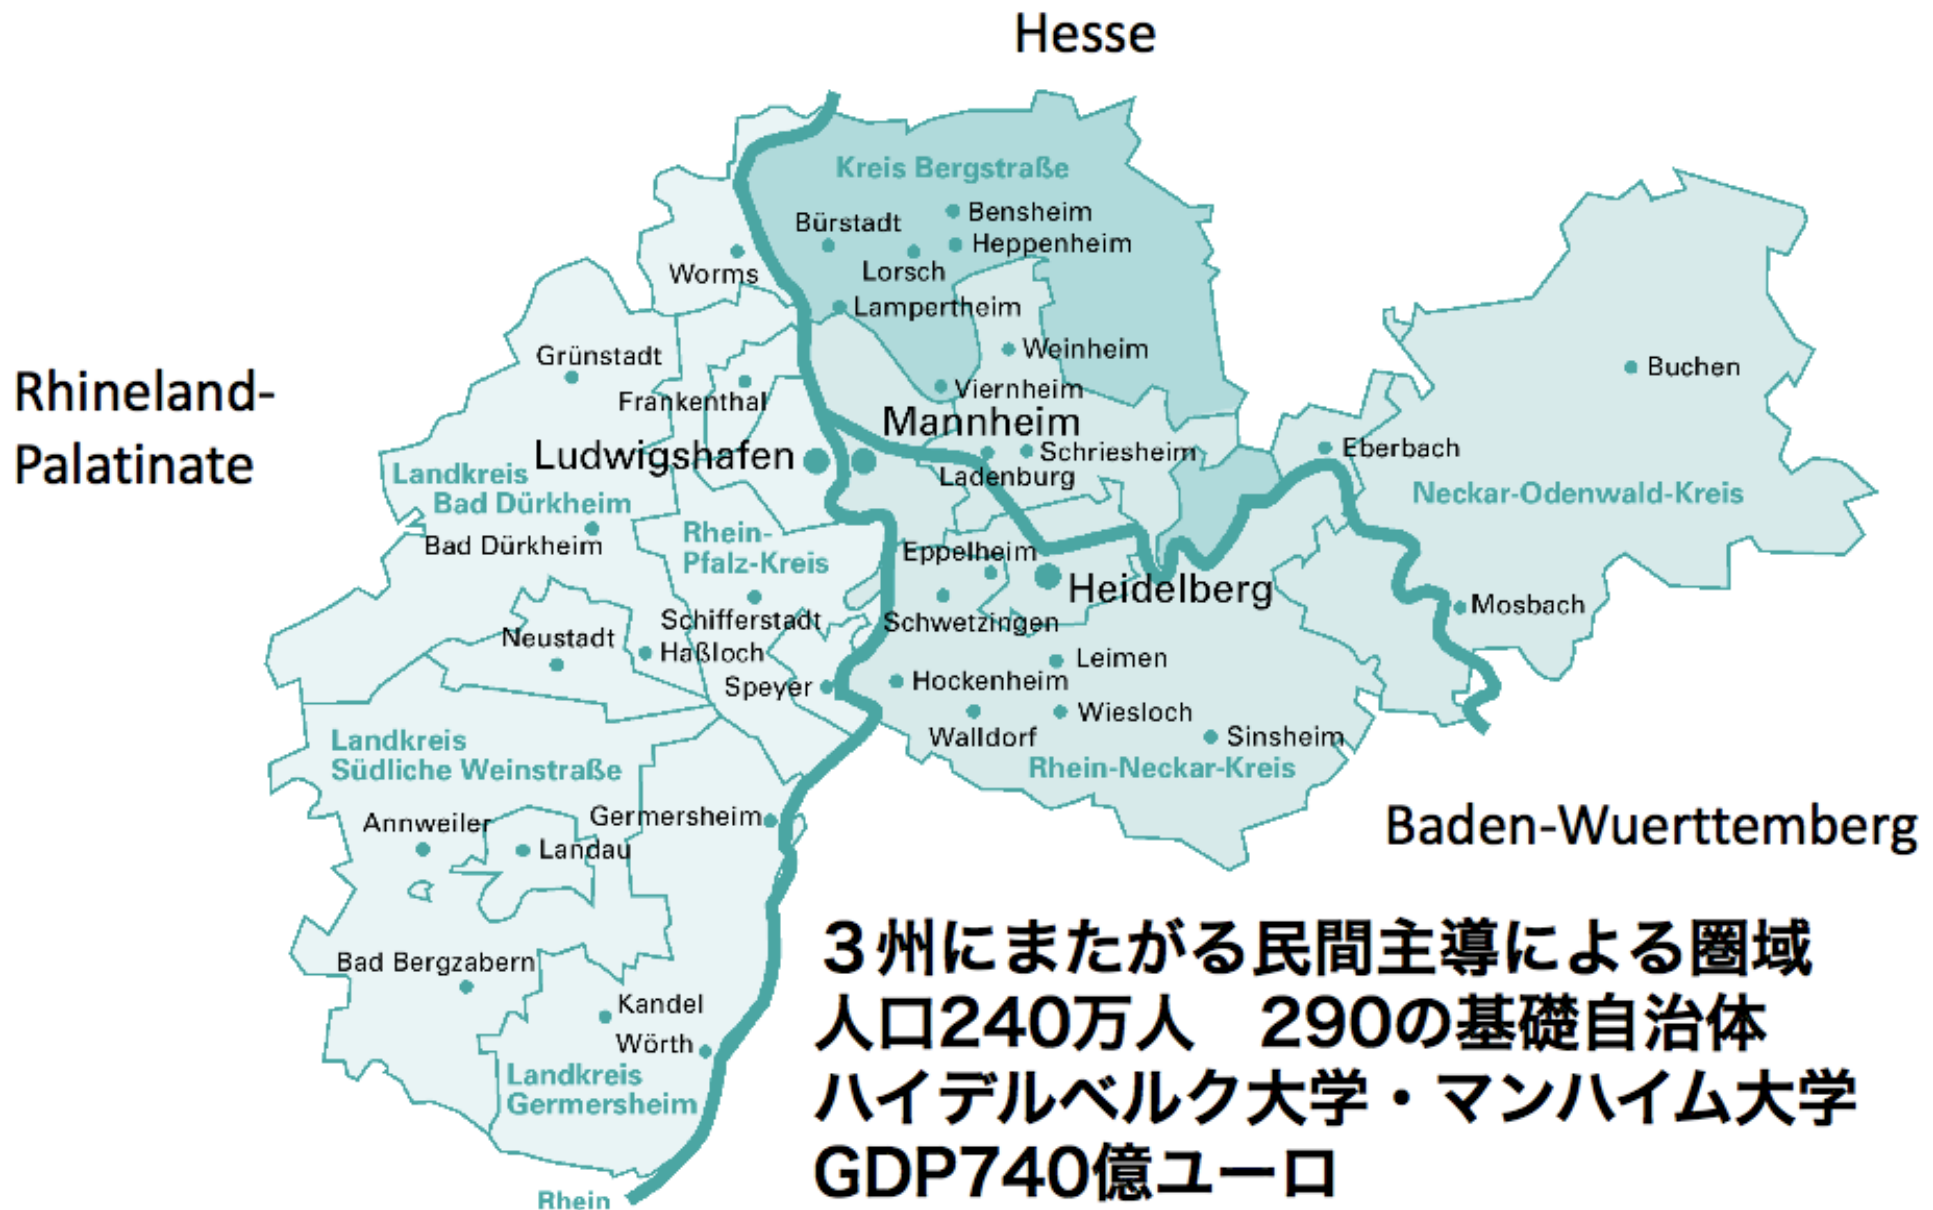 Hesse
Kreis Bergstraße
Bensheim
Bürstadt
Heppenheim
Lorsch
Worms
Lampertheim
Weinheim
Grünstadt
Buchen
Rhineland-
Palatinate
Viernheim
Frankenthal
Mannheim
Ludwigshafen
Schriesheim
Eberbach
Ladenburg
Landkreis
Bad Dürkheim
Neckar-Odenwald-Kreis
Bad Dürkheim
Rhein-
Pfalz-Kreis
Eppelheim
Heidelberg
Mosbach
Schifferstadt
Schwetzingen
Neustadt
Haßloch
Leimen
Speyer
Hockenheim
Wiesloch
Walldorf
Sinsheim
Landkreis
Südliche Weinstraße
Rhein-Neckar-Kreis
Germersheim
Annweiler
Landau
Baden-Wuerttemberg
Bad Bergzabern
Kandel
Wörth
Landkreis
Germersheim
Rhein
３州にまたがる民間主導による圏域
人口240万人　290の基礎自治体
ハイデルベルク大学・マンハイム大学
GDP740億ユーロ